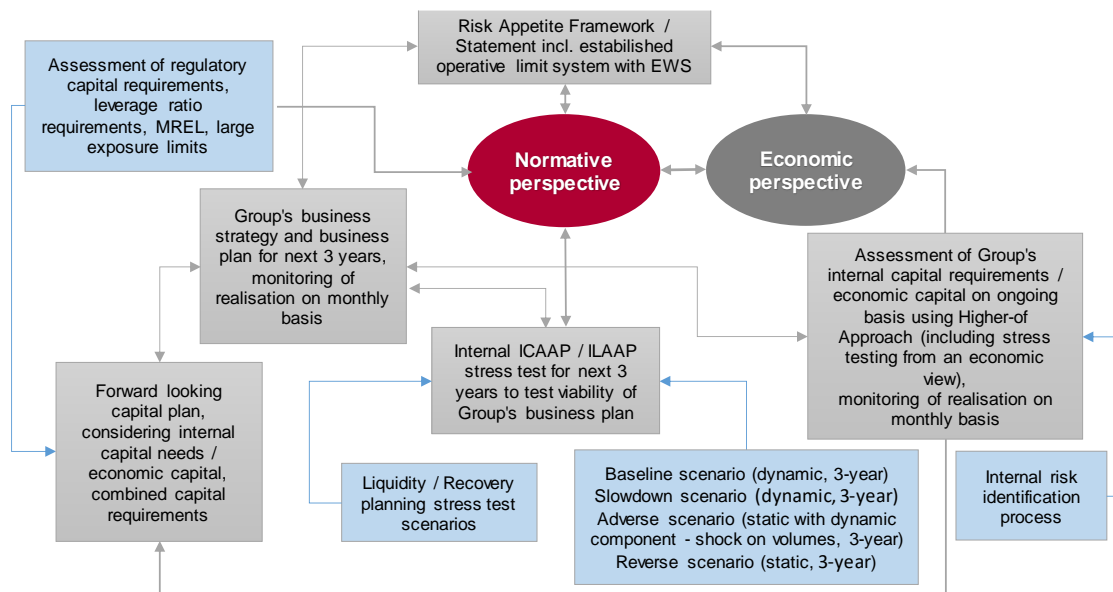 Risk Appetite Framework /
Statement incl. estabilished
operative limit system with EWS
Assessment of regulatory
capital requirements,
leverage ratio
requirements, MREL, large
exposure limits
Normative
perspective
Economic
perspective
Group's business
strategy and business
plan for next 3 years,
monitoring of
realisation on monthly
basis
Assessment of Group's
internal capital requirements /
economic capital on ongoing
basis using Higher-of
Approach (including stress
testing from an economic
view),
monitoring of realisation on
monthly basis
Internal ICAAP / ILAAP
stress test for next 3
years to test viability of
Group's business plan
Forward looking
capital plan,
considering internal
capital needs /
economic capital,
combined capital
requirements
Liquidity / Recovery
planning stress test
scenarios
Baseline scenario (dynamic, 3-year)
Slowdown scenario (dynamic, 3-year)
Adverse scenario (static with dynamic
component - shock on volumes, 3-year)
Reverse scenario (static, 3-year)
Internal risk
identification
process